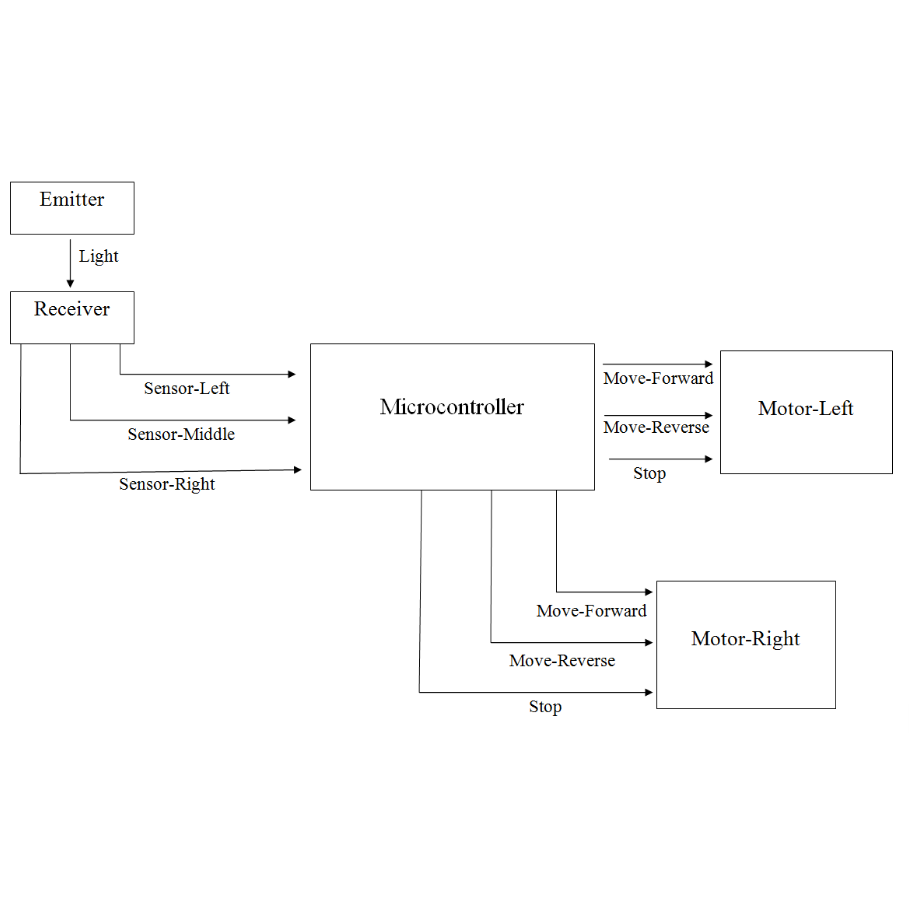 Emitter
Light
Receiver
Sensor-Left
Sensor-Middle
Sensor-Right
Microcontroller
Move-Forward
Move-Reverse
Stop
Motor-Left
Move-Forward
Move-Reverse
Stop
Motor-Right